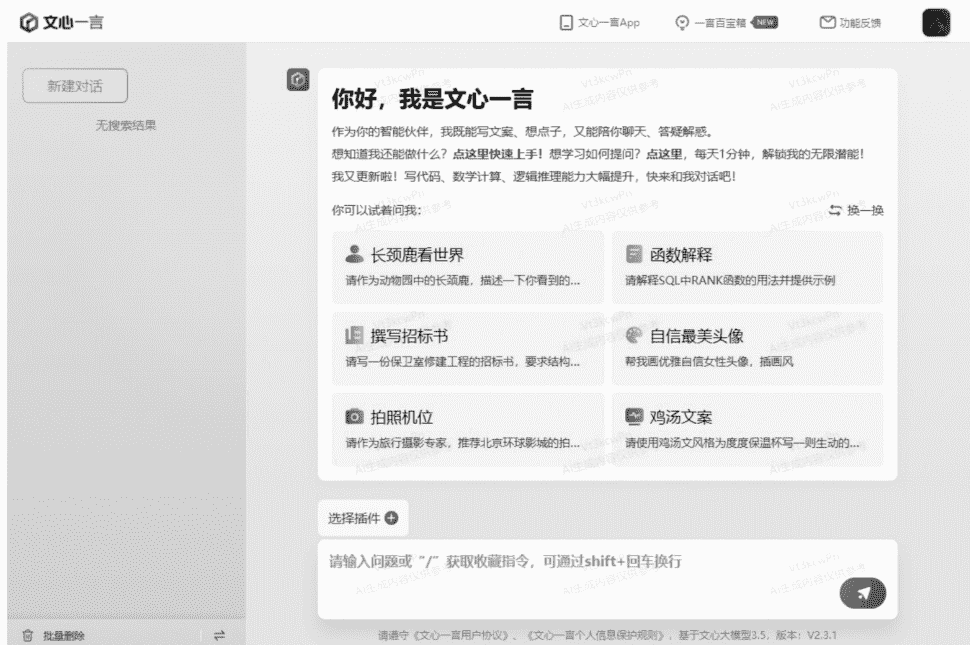 文心一言
文心一言App 一言百宝箱 NEW 功能反馈
新建对话
无搜索结果
你好，我是文心一言
作为你的智能伙伴，我既能写文案、想点子，又能陪你聊天、答疑解惑。
想知道我还能做什么？点这里快速上手！想学习如何提问？点这里，每天1分钟，解锁我的无限潜能！
我又更新啦！写代码、数学计算、逻辑推理能力大幅提升，快来和我对话吧！
你可以试着问我： 换一换
长颈鹿看世界
请作为动物园中的长颈鹿，描述一下你看到的...
函数解释
请解释SQL中RANK函数的用法并提供示例
撰写招标书
请写一份保卫室修建工程的招标书，要求结构...
自信最美头像
帮我画优雅自信女性头像，插画风
拍照机位
请作为旅行摄影专家，推荐北京环球影城的拍...
鸡汤文案
请使用鸡汤文风格为度度保温杯写一则生动的...
选择插件
请输入问题或“/”获取收藏指令，可通过shift+回车换行
批量删除
请遵守《文心一言用户协议》、《文心一言个人信息保护规则》，基于文心大模型3.5，版本：V2.3.1
AI生成内容仅供参考